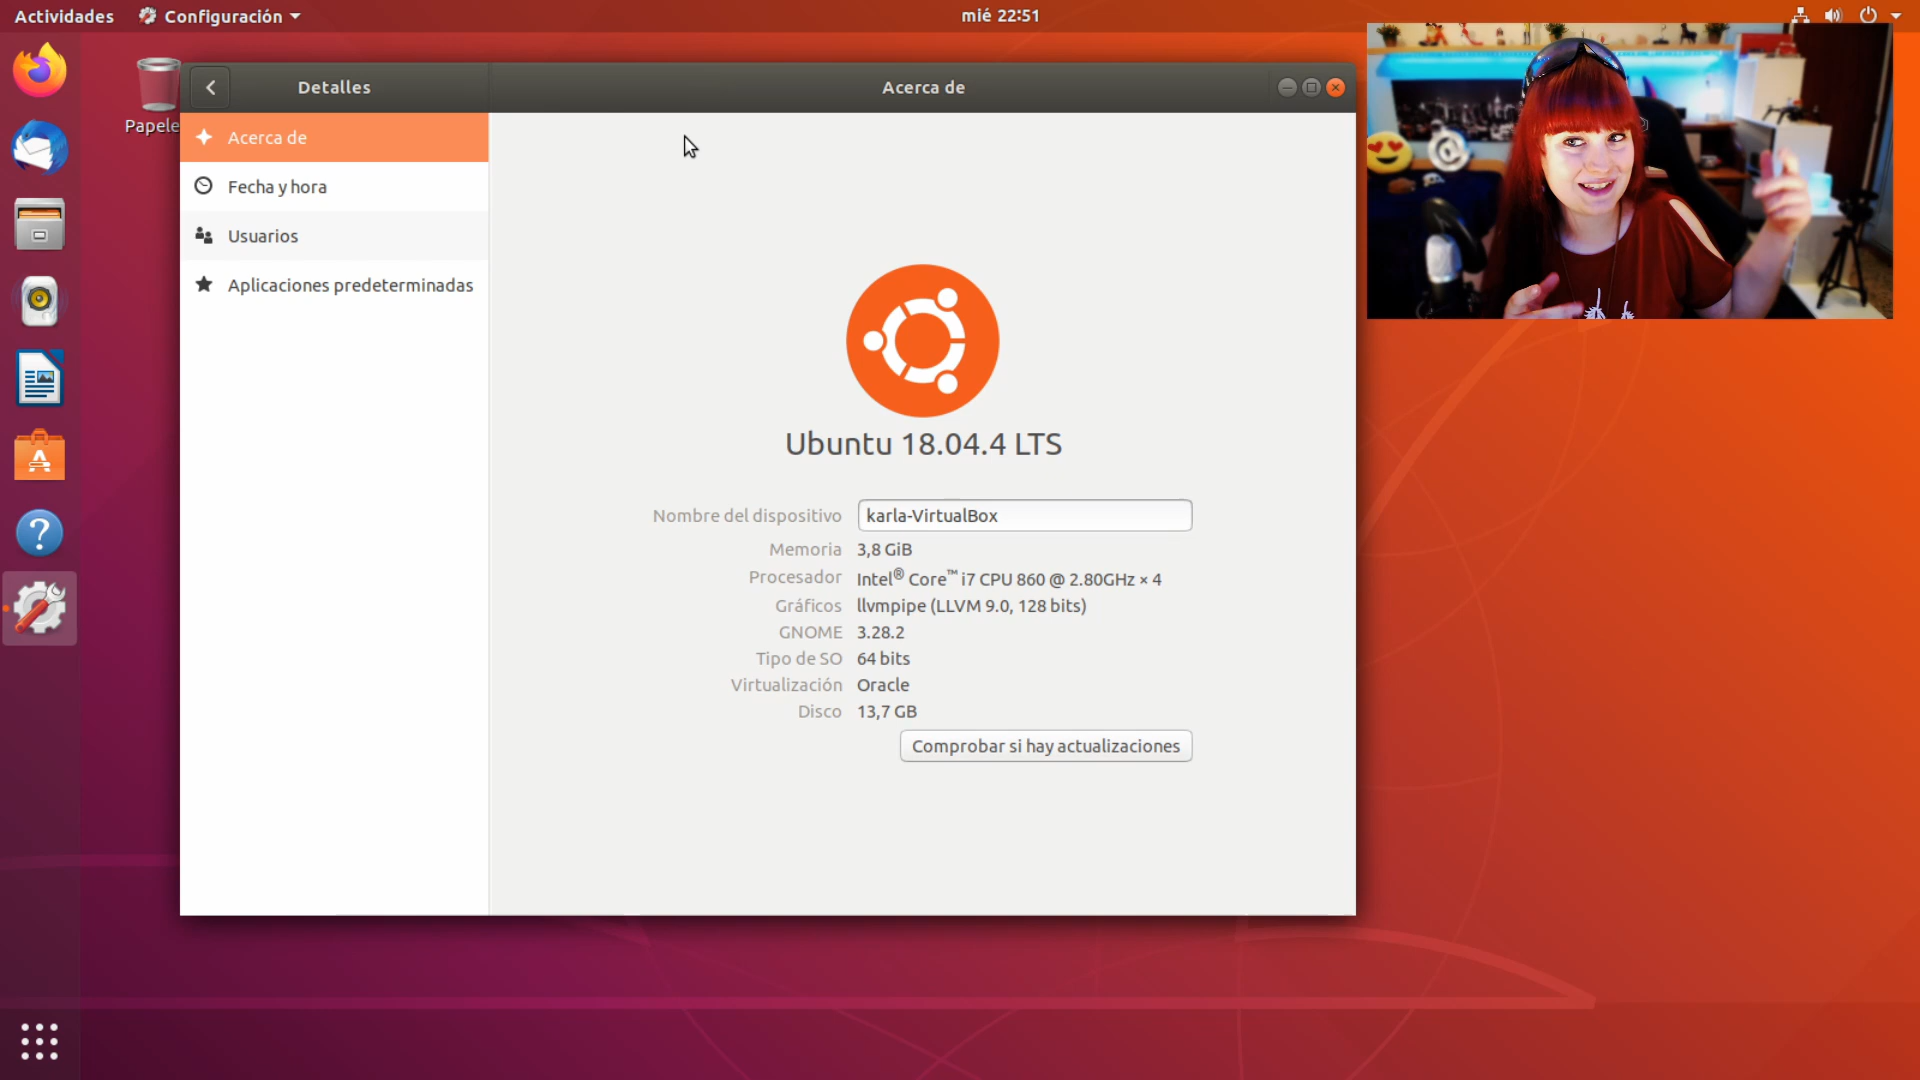 Actividades
Configuración
mié 22:51
Papele
Detalles
Acerca de
Acerca de
Fecha y hora
Usuarios
Aplicaciones predeterminadas
Ubuntu 18.04.4 LTS
Nombre del dispositivo karla-VirtualBox
Memoria 3,8 GiB
Procesador Intel® Core™ i7 CPU 860 @ 2.80GHz × 4
Gráficos llvmpipe (LLVM 9.0, 128 bits)
GNOME 3.28.2
Tipo de SO 64 bits
Virtualización Oracle
Disco 13,7 GB
Comprobar si hay actualizaciones